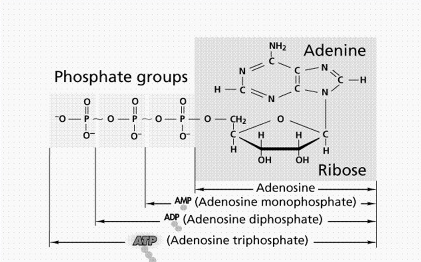 NH2
Adenine
Phosphate groups
N C C N
C H
H C N C N
O O O
-O P ~ O P ~ O P O CH2 O
O- O- O-
C H H C
H OH OH H
Ribose
Adenosine
AMP (Adenosine monophosphate)
ADP (Adenosine diphosphate)
ATP (Adenosine triphosphate)